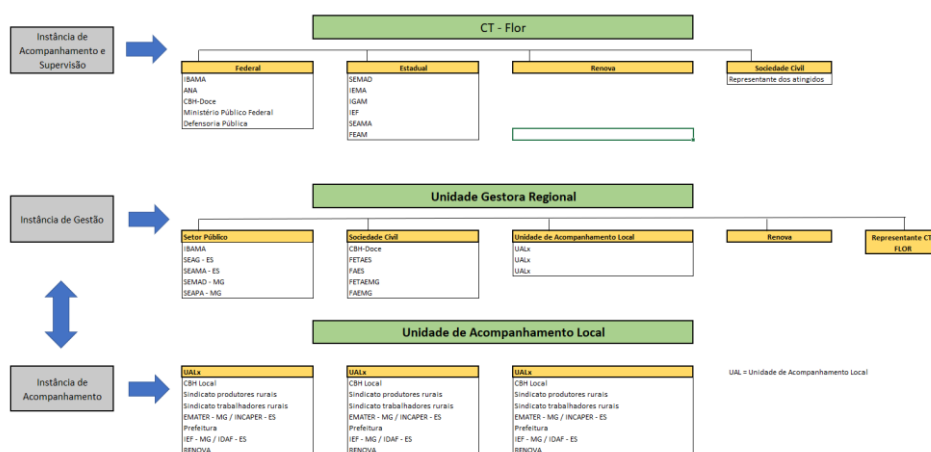 Instância de
Acompanhamento e
Supervisão
CT - Flor
Federal
IBAMA
ANA
CBH-Doce
Ministério Público Federal
Defensoria Pública
Estadual
SEMAD
IEMA
IGAM
IEF
SEAMA
FEAM
Renova
Sociedade Civil
Representante dos atingidos
Instância de Gestão
Unidade Gestora Regional
Setor Público
IBAMA
SEAG - ES
SEAMA - ES
SEMAD - MG
SEAPA - MG
Sociedade Civil
CBH-Doce
FETAES
FAES
FETAEMG
FAEMG
Unidade de Acompanhamento Local
UALx
UALx
UALx
Renova
Representante CT
FLOR
Instância de
Acompanhamento
Unidade de Acompanhamento Local
UALx
CBH Local
Sindicato produtores rurais
Sindicato trabalhadores rurais
EMATER - MG / INCAPER - ES
Prefeitura
IEF - MG / IDAF - ES
RENOVA
UALx
CBH Local
Sindicato produtores rurais
Sindicato trabalhadores rurais
EMATER - MG / INCAPER - ES
Prefeitura
IEF - MG / IDAF - ES
RENOVA
UALx
CBH Local
Sindicato produtores rurais
Sindicato trabalhadores rurais
EMATER - MG / INCAPER - ES
Prefeitura
IEF - MG / IDAF - ES
RENOVA
UAL = Unidade de Acompanhamento Local